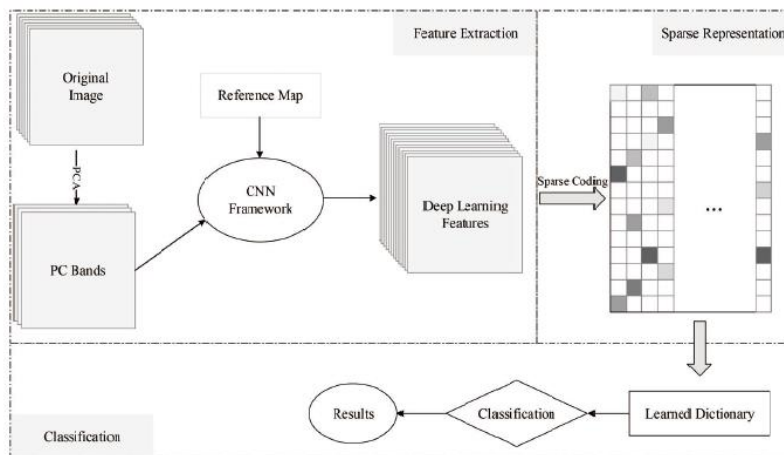 Feature Extraction
Sparse Representation
Original
Image
Reference Map
PCA
CNN
Framework
Deep Learning
Features
Sparse Coding
...
PC Bands
Results
Classification
Learned Dictionary
Classification